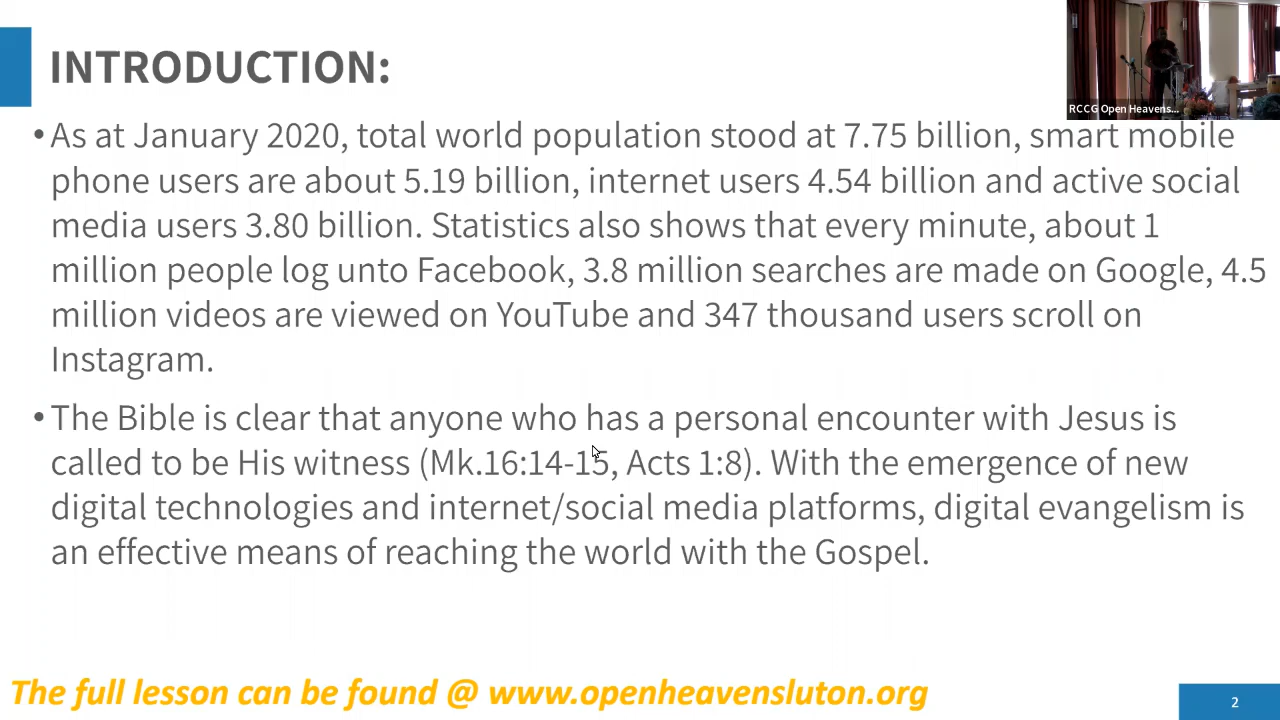 INTRODUCTION:
RCCG Open Heavens...
•As at January 2020, total world population stood at 7.75 billion, smart mobile
phone users are about 5.19 billion, internet users 4.54 billion and active social
media users 3.80 billion. Statistics also shows that every minute, about 1
million people log unto Facebook, 3.8 million searches are made on Google, 4.5
million videos are viewed on YouTube and 347 thousand users scroll on
Instagram.
•The Bible is clear that anyone who has a personal encounter with Jesus is
called to be His witness (Mk.16:14-15, Acts 1:8). With the emergence of new
digital technologies and internet/social media platforms, digital evangelism is
an effective means of reaching the world with the Gospel.
The full lesson can be found @ www.openheavensluton.org
2